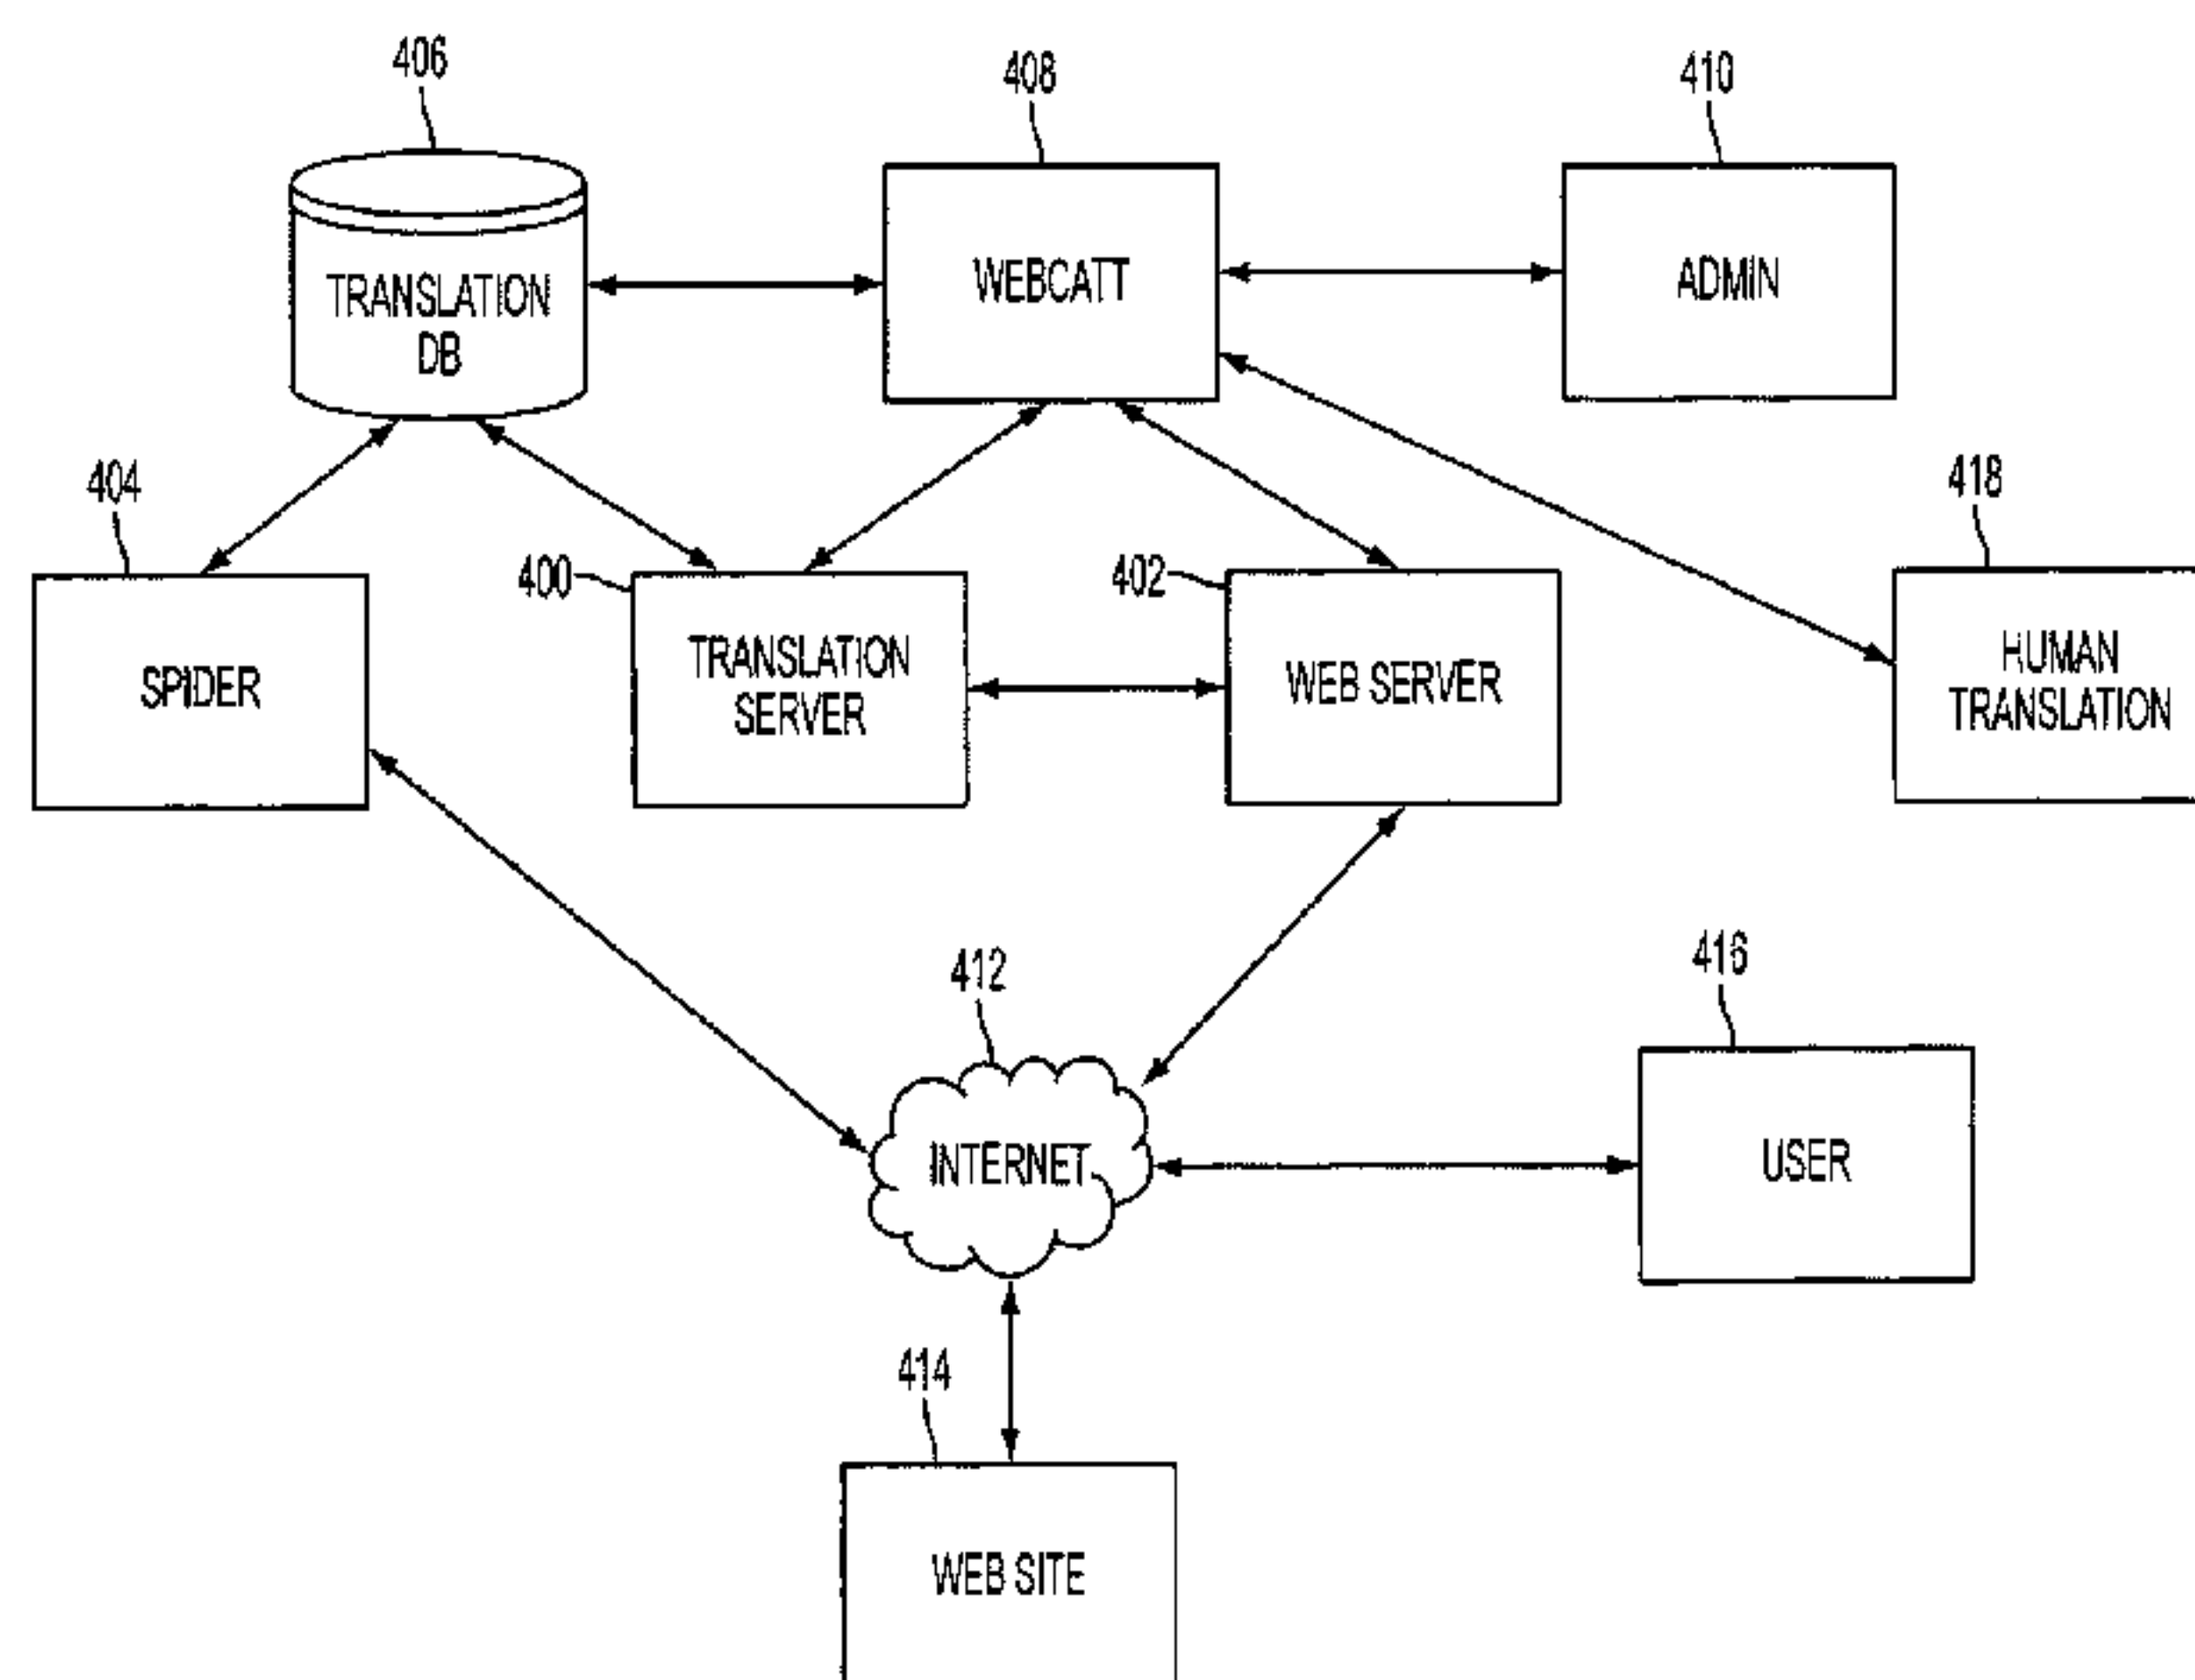 406
408
410
TRANSLATION
DB
WEBCATT
ADMIN
404
418
400
402
SPIDER
TRANSLATION
SERVER
WEB SERVER
HUMAN
TRANSLATION
412
416
INTERNET
USER
414
WEB SITE